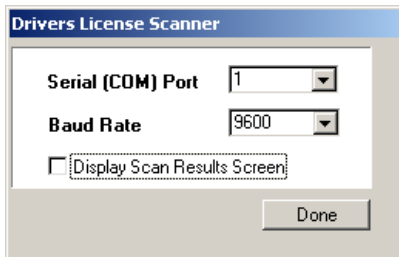 Drivers License Scanner
Serial (COM) Port 1
Baud Rate 9600
Display Scan Results Screen
Done